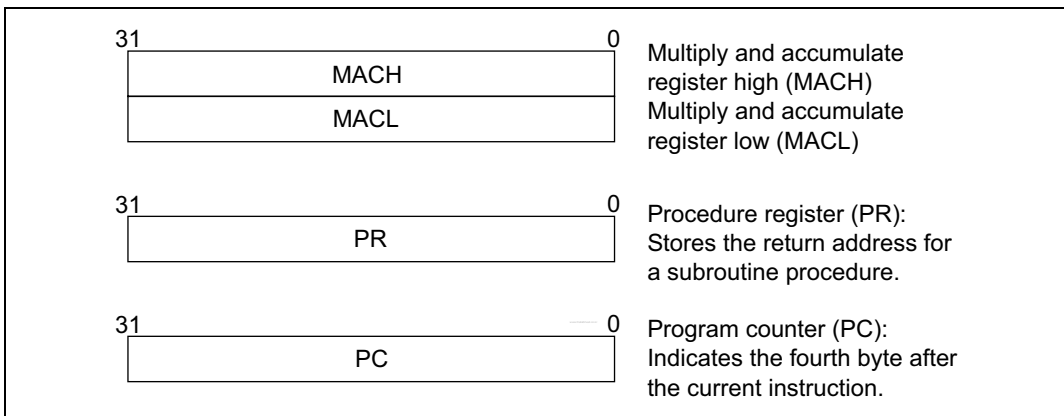 31 0
MACH
MACL
Multiply and accumulate
register high (MACH)
Multiply and accumulate
register low (MACL)
31 0
PR
Procedure register (PR):
Stores the return address for
a subroutine procedure.
31 0
PC
Program counter (PC):
Indicates the fourth byte after
the current instruction.